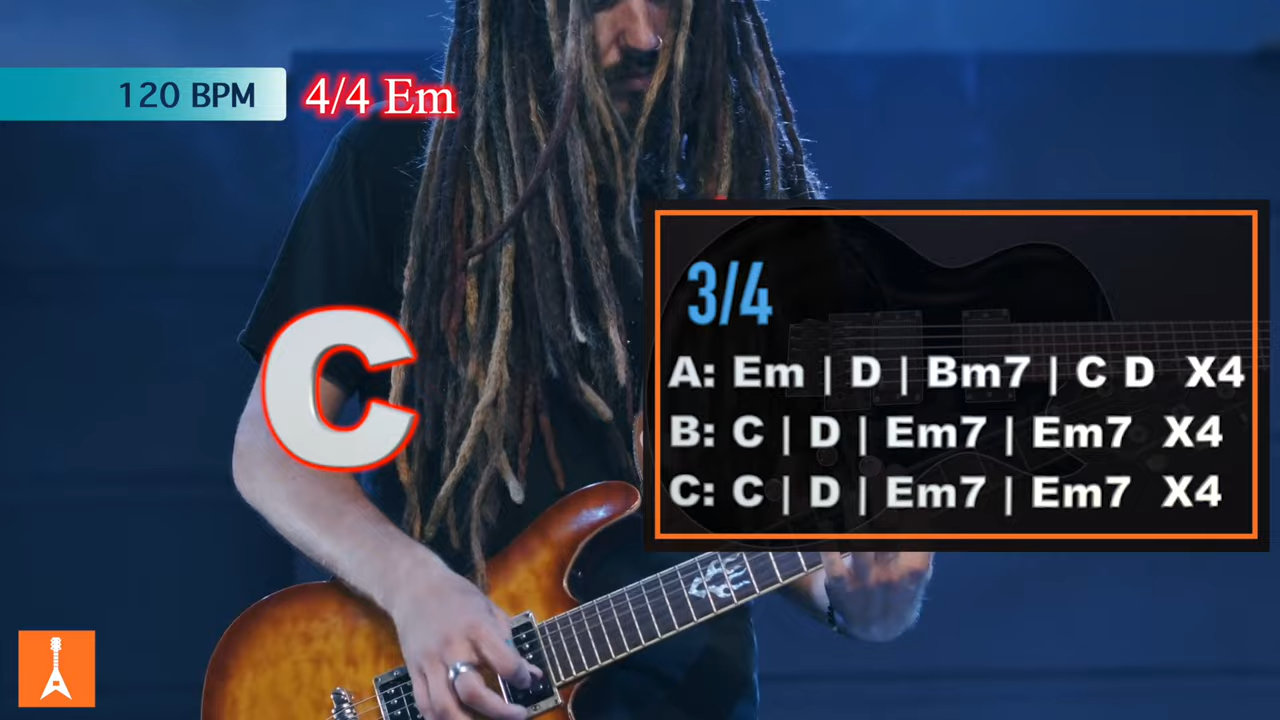 120 BPM
4/4 Em
C
3/4
A: Em | D | Bm7 | C D X4
B: C | D | Em7 | Em7 X4
C: C | D | Em7 | Em7 X4